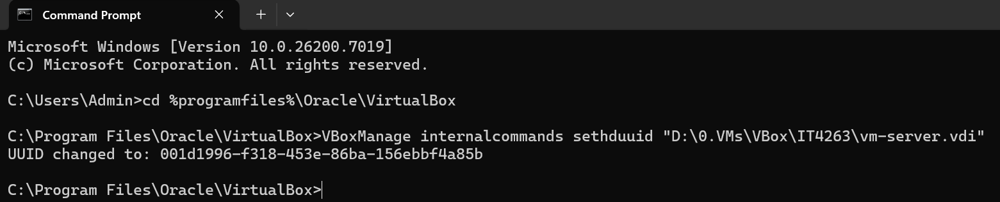 Command Prompt
Microsoft Windows [Version 10.0.26200.7019]
(c) Microsoft Corporation. All rights reserved.
C:\Users\Admin>cd %programfiles%\Oracle\VirtualBox
C:\Program Files\Oracle\VirtualBox>VBoxManage internalcommands sethduuid "D:\0.VMs\VBox\IT4263\vm-server.vdi"
UUID changed to: 001d1996-f318-453e-86ba-156ebbf4a85b
C:\Program Files\Oracle\VirtualBox>